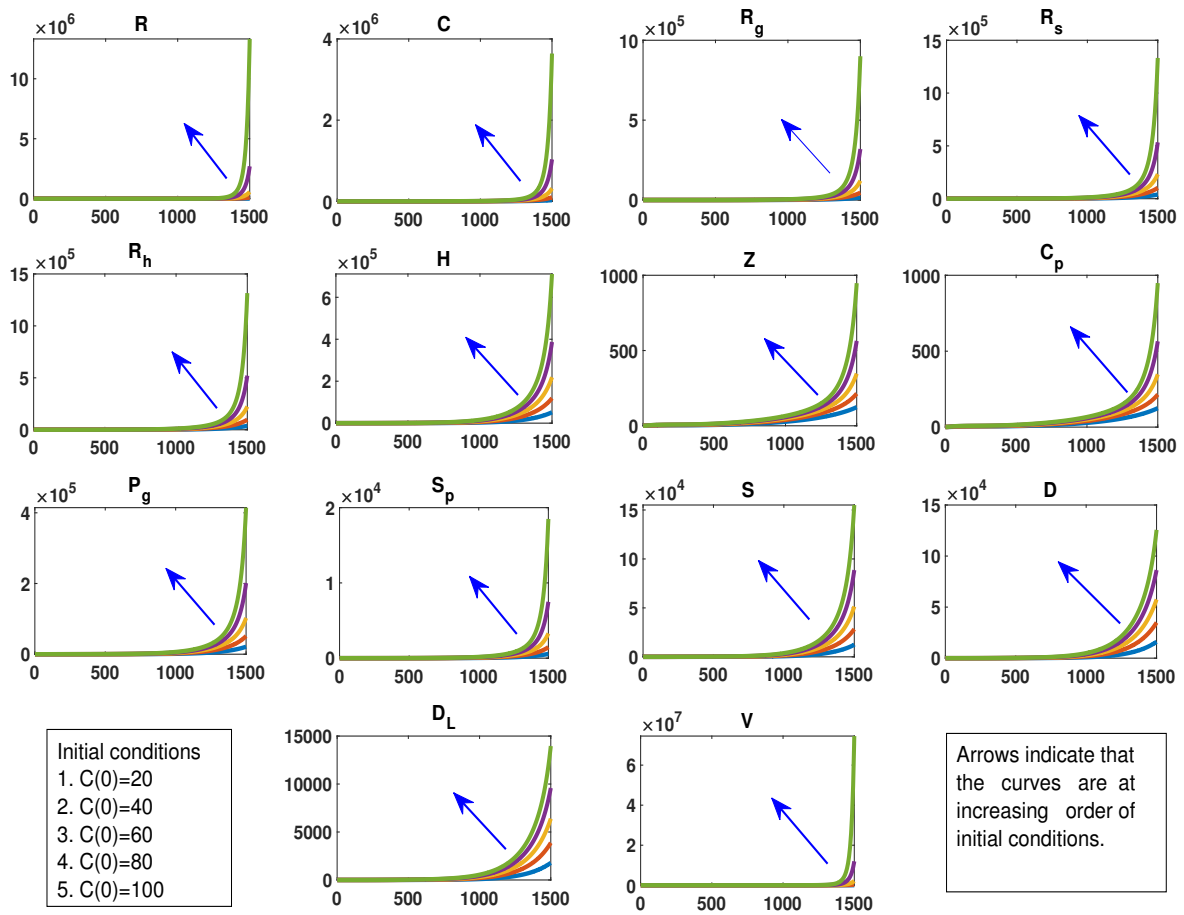 R
×10^6
10
5
0
0 500 1000 1500
C
×10^6
4
2
0
0 500 1000 1500
R_g
×10^5
10
5
0
0 500 1000 1500
R_s
×10^5
15
10
5
0
0 500 1000 1500
R_h
×10^5
15
10
5
0
0 500 1000 1500
H
×10^5
6
4
2
0
0 500 1000 1500
Z
1000
500
0
0 500 1000 1500
C_p
1000
500
0
0 500 1000 1500
P_g
×10^5
4
2
0
0 500 1000 1500
S_p
×10^4
2
1
0
0 500 1000 1500
S
×10^4
15
10
5
0
0 500 1000 1500
D
×10^4
15
10
5
0
0 500 1000 1500
Initial conditions
1. C(0)=20
2. C(0)=40
3. C(0)=60
4. C(0)=80
5. C(0)=100
D_L
15000
10000
5000
0
0 500 1000 1500
V
×10^7
6
4
2
0
0 500 1000 1500
Arrows indicate that
the curves are at
increasing order of
initial conditions.